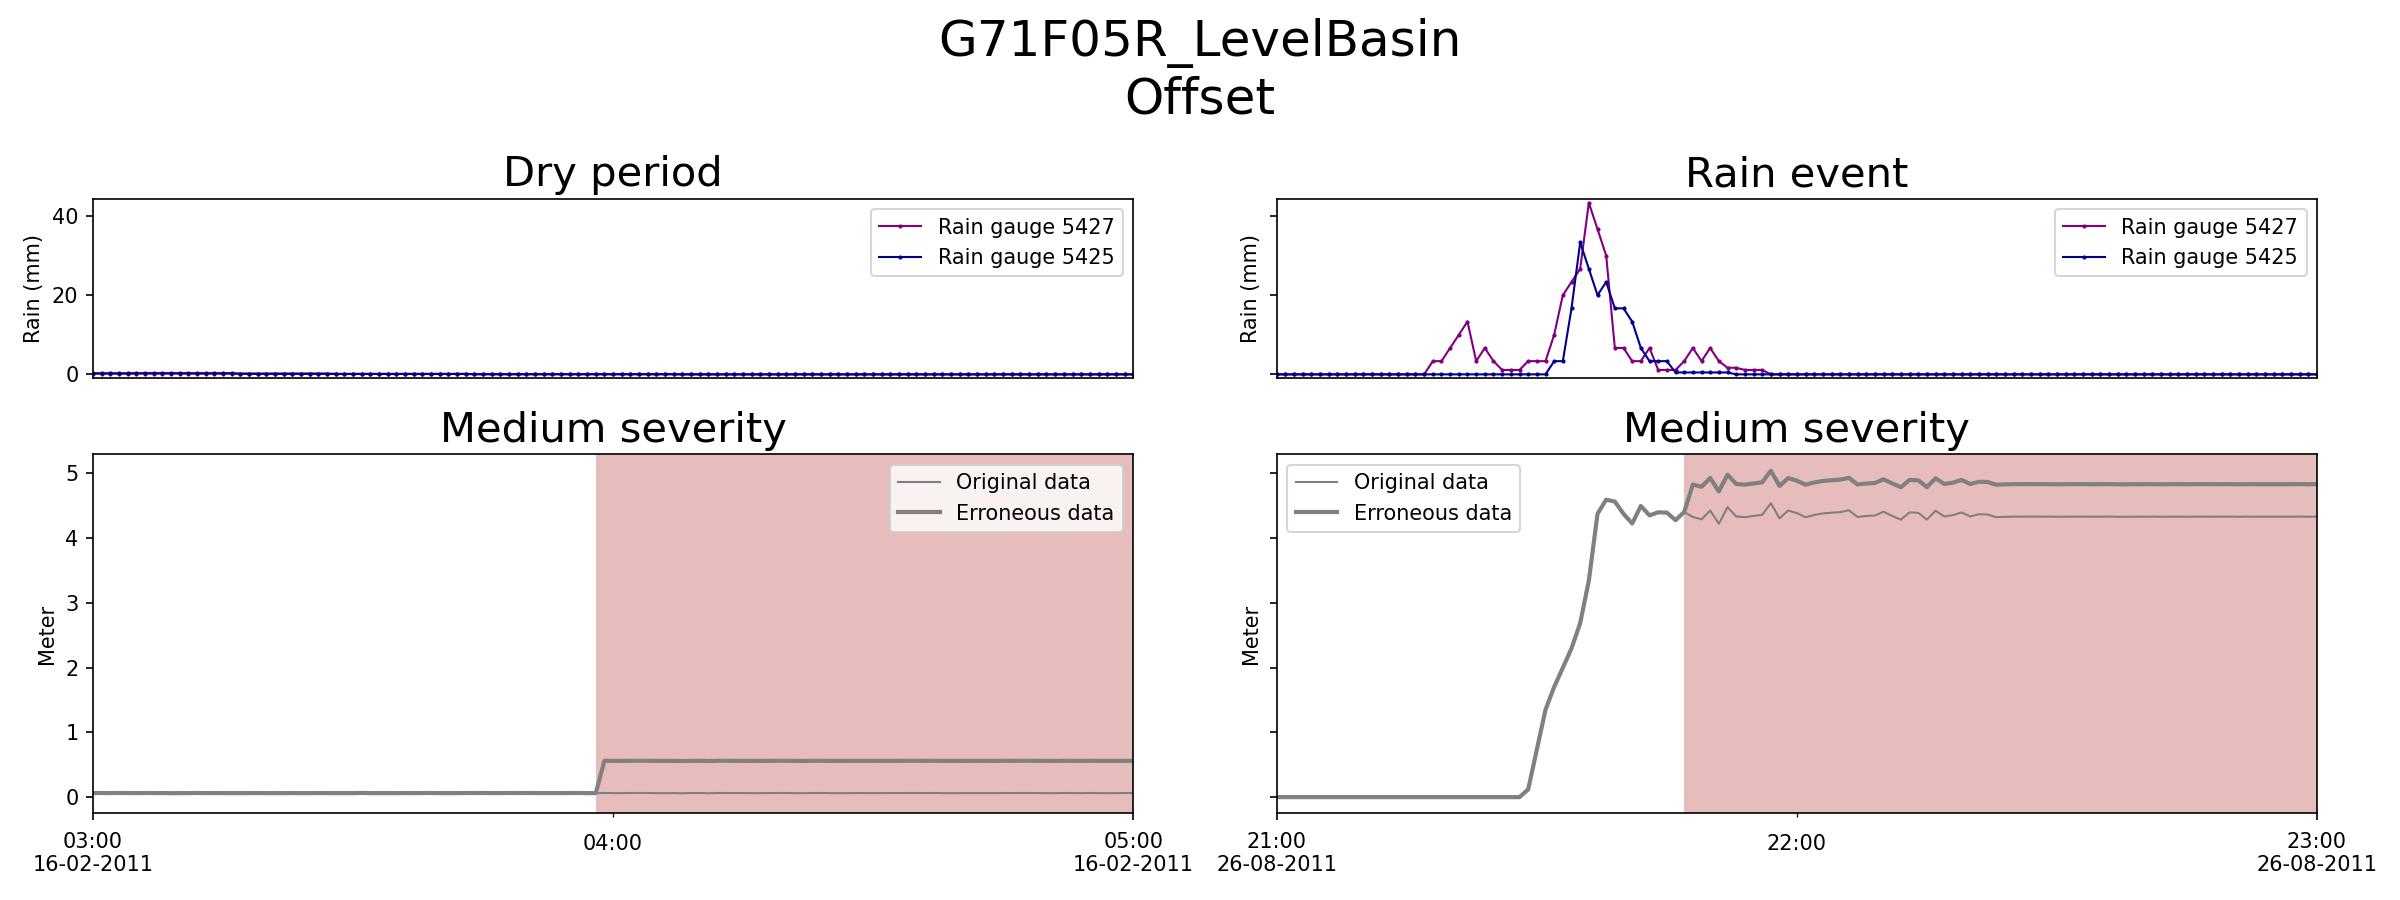 G71F05R_LevelBasin
Offset
Dry period
Rain (mm)
40
20
0
Rain gauge 5427
Rain gauge 5425
Rain event
Rain (mm)
Rain gauge 5427
Rain gauge 5425
Medium severity
Meter
5
4
3
2
1
0
Original data
Erroneous data
03:00
16-02-2011
04:00
05:00
16-02-2011
Medium severity
Meter
Original data
Erroneous data
21:00
26-08-2011
22:00
23:00
26-08-2011